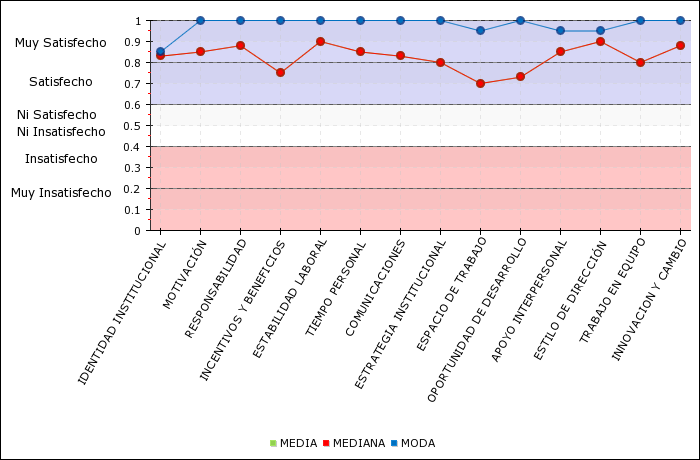 Muy Satisfecho
Satisfecho
Ni Satisfecho
Ni Insatisfecho
Insatisfecho
Muy Insatisfecho
1
0.9
0.8
0.7
0.6
0.5
0.4
0.3
0.2
0.1
0
IDENTIDAD INSTITUCIONAL
MOTIVACIÓN
RESPONSABILIDAD
INCENTIVOS Y BENEFICIOS
ESTABILIDAD LABORAL
TIEMPO PERSONAL
COMUNICACIONES
ESTRATEGIA INSTITUCIONAL
ESPACIO DE TRABAJO
OPORTUNIDAD DE DESARROLLO
APOYO INTERPERSONAL
ESTILO DE DIRECCIÓN
TRABAJO EN EQUIPO
INNOVACION Y CAMBIO
MEDIA MEDIANA MODA